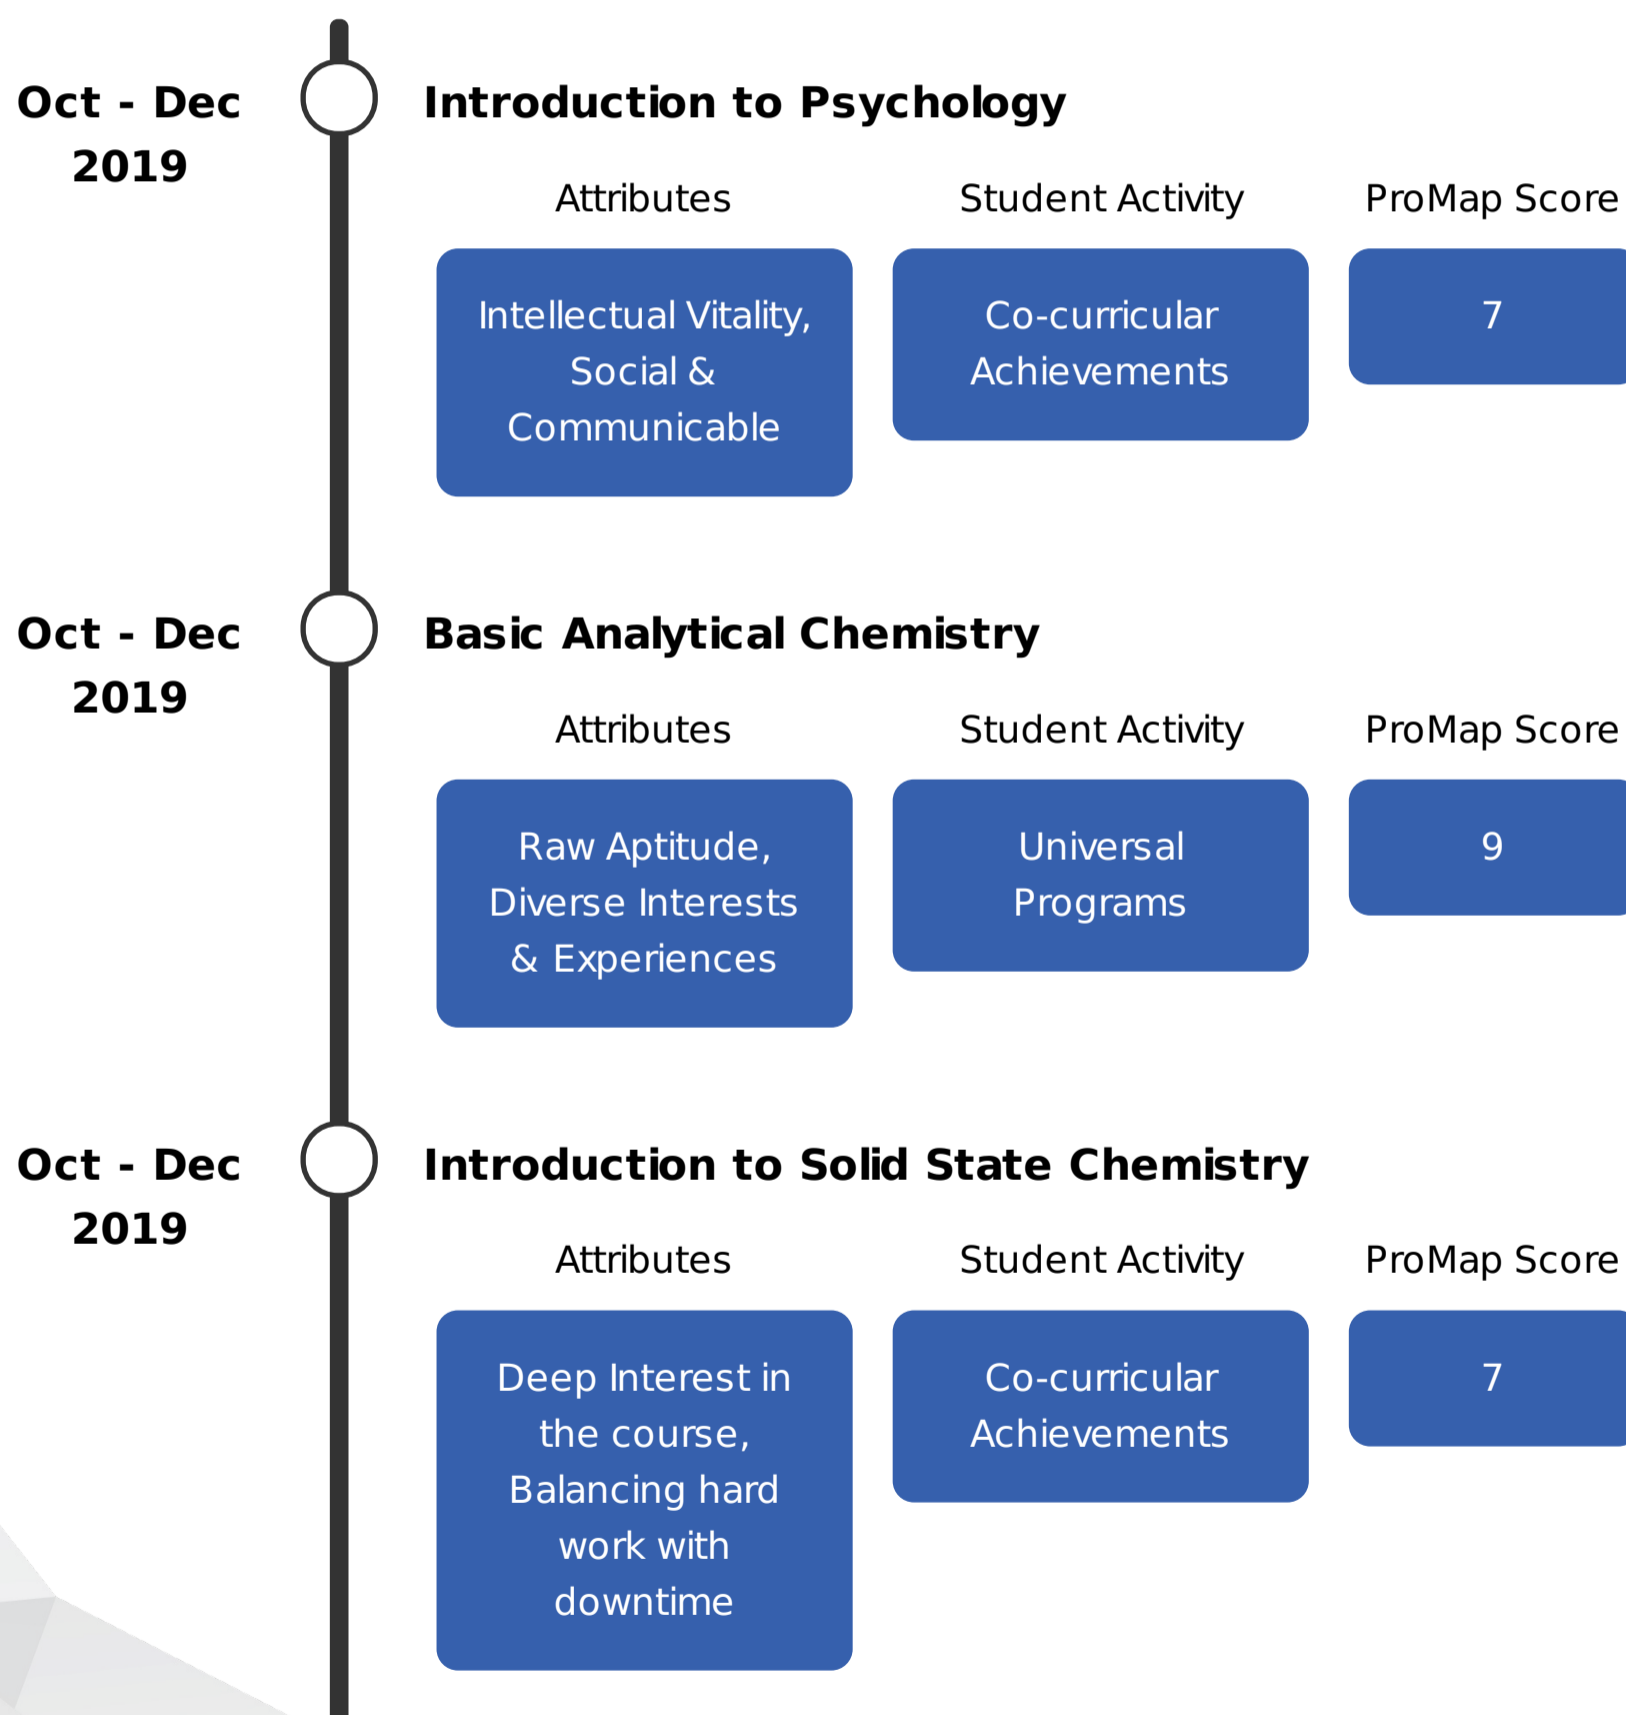 Oct - Dec
2019
Introduction to Psychology
Attributes
Student Activity
ProMap Score
Intellectual Vitality,
Social &
Communicable
Co-curricular
Achievements
7
Oct - Dec
2019
Basic Analytical Chemistry
Attributes
Student Activity
ProMap Score
Raw Aptitude,
Diverse Interests
& Experiences
Universal
Programs
9
Oct - Dec
2019
Introduction to Solid State Chemistry
Attributes
Student Activity
ProMap Score
Deep Interest in
the course,
Balancing hard
work with
downtime
Co-curricular
Achievements
7